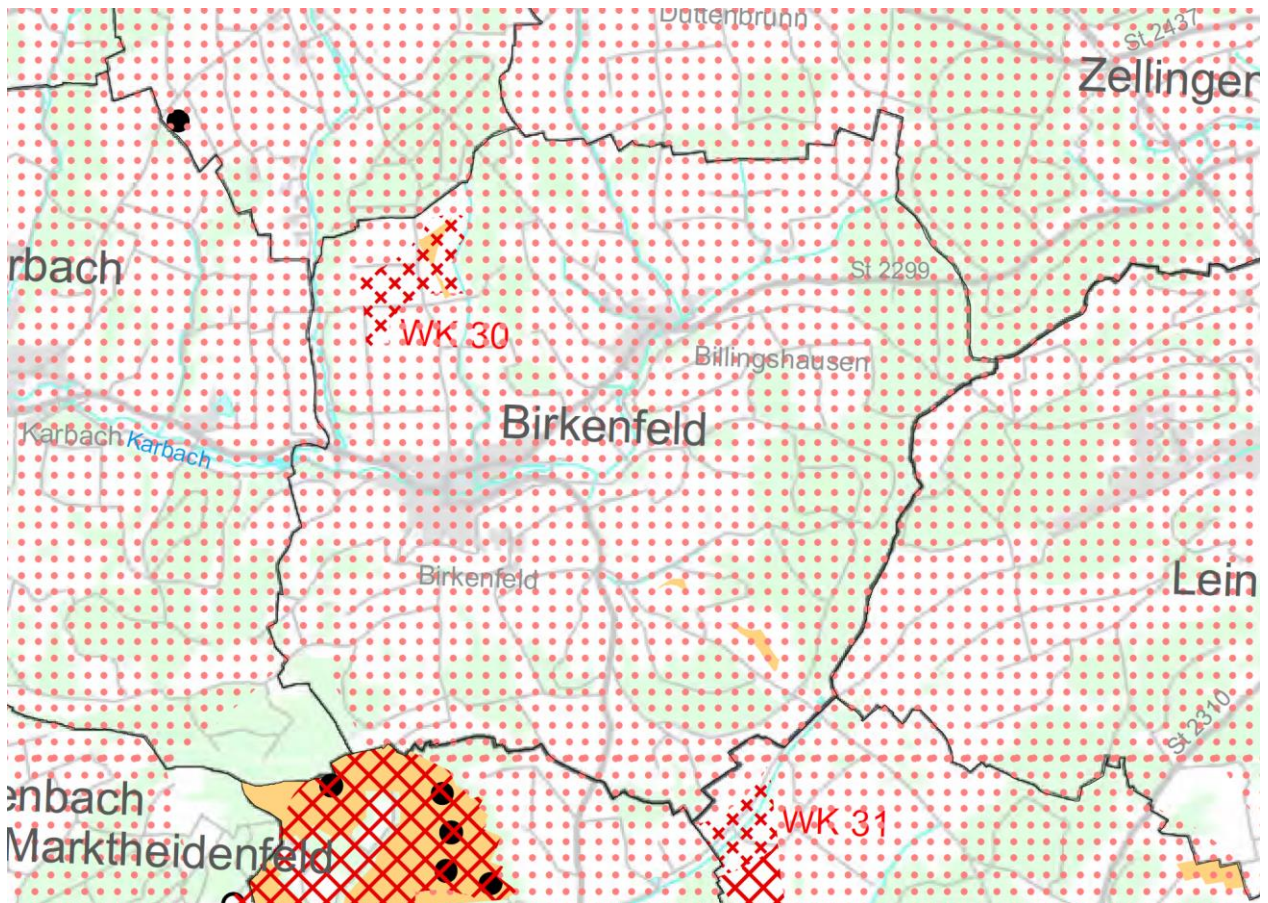 Duttenbrunn
St 2437
Zellingen
rbach
St 2299
WK 30
Billingshausen
Birkenfeld
Karbach
Karbach
Birkenfeld
Lein
St 2310
enbach
WK 31
Marktheidenfeld